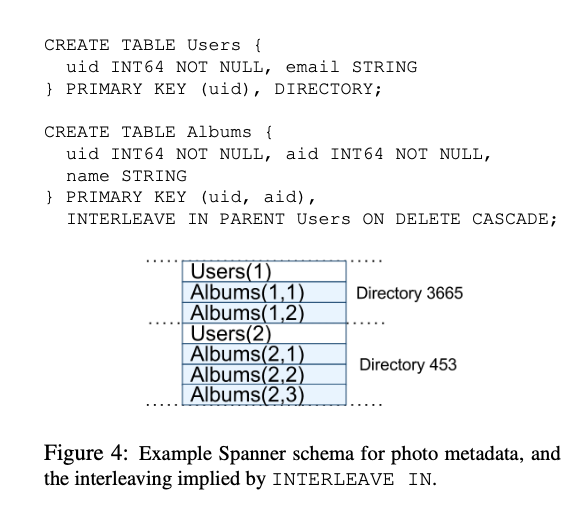 CREATE TABLE Users {
uid INT64 NOT NULL, email STRING
} PRIMARY KEY (uid), DIRECTORY;
CREATE TABLE Albums {
uid INT64 NOT NULL, aid INT64 NOT NULL,
name STRING
} PRIMARY KEY (uid, aid),
INTERLEAVE IN PARENT Users ON DELETE CASCADE;
Users(1)
Albums(1,1)
Directory 3665
Albums(1,2)
Users(2)
Albums(2,1)
Directory 453
Albums(2,2)
Albums(2,3)
Figure 4: Example Spanner schema for photo metadata, and
the interleaving implied by INTERLEAVE IN.